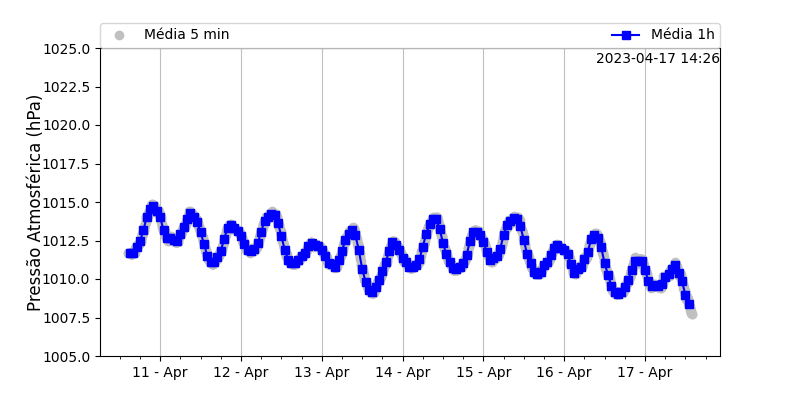 Média 5 min
Média 1h
2023-04-17 14:26
Pressão Atmosférica (hPa)
1025.0
1022.5
1020.0
1017.5
1015.0
1012.5
1010.0
1007.5
1005.0
11 - Apr
12 - Apr
13 - Apr
14 - Apr
15 - Apr
16 - Apr
17 - Apr